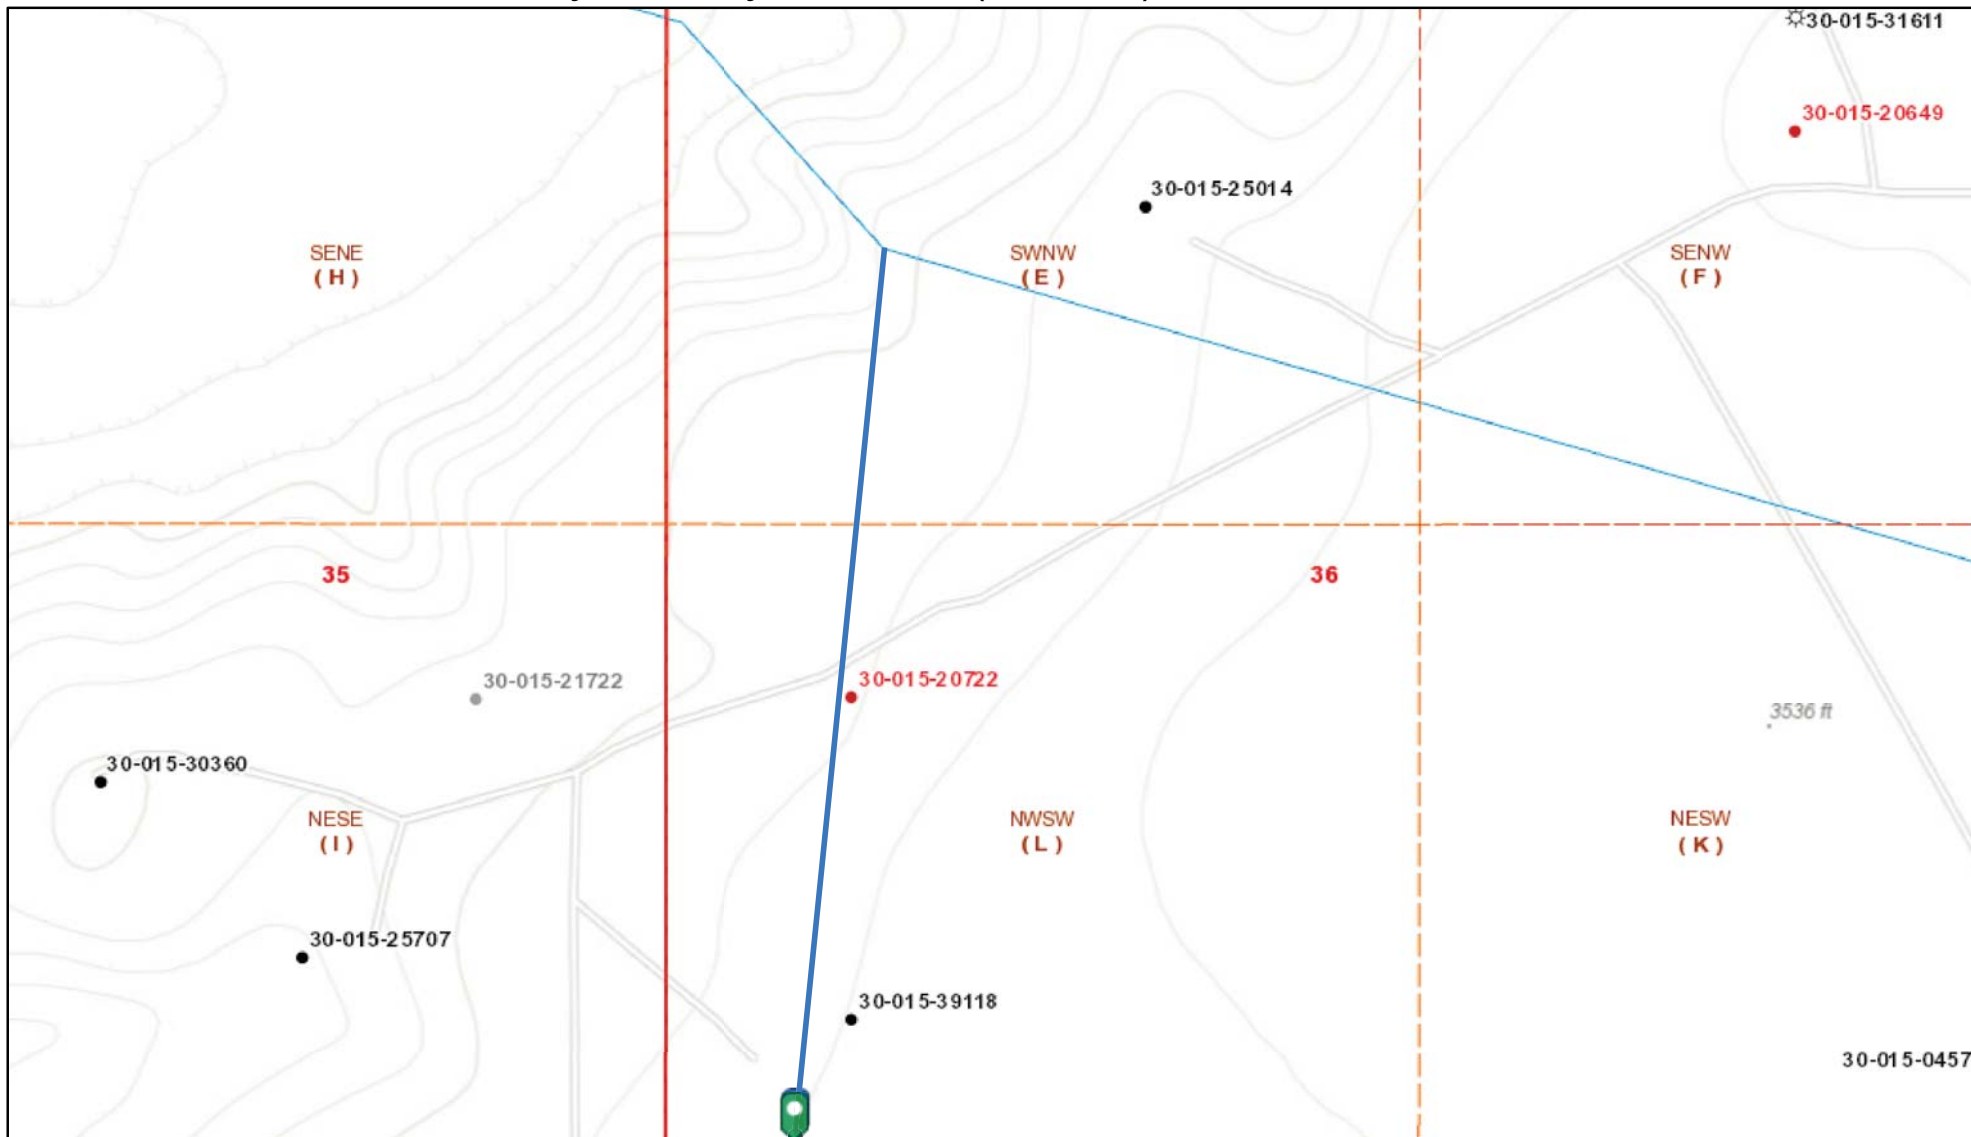 30-015-31611
30-015-20649
30-015-25014
SENE
( H )
SWNW
( E )
SENW
( F )
35
36
30-015-21722
30-015-20722
3536 ft
30-015-30360
NESE
( I )
NWSW
( L )
NESW
( K )
30-015-25707
30-015-39118
30-015-0457